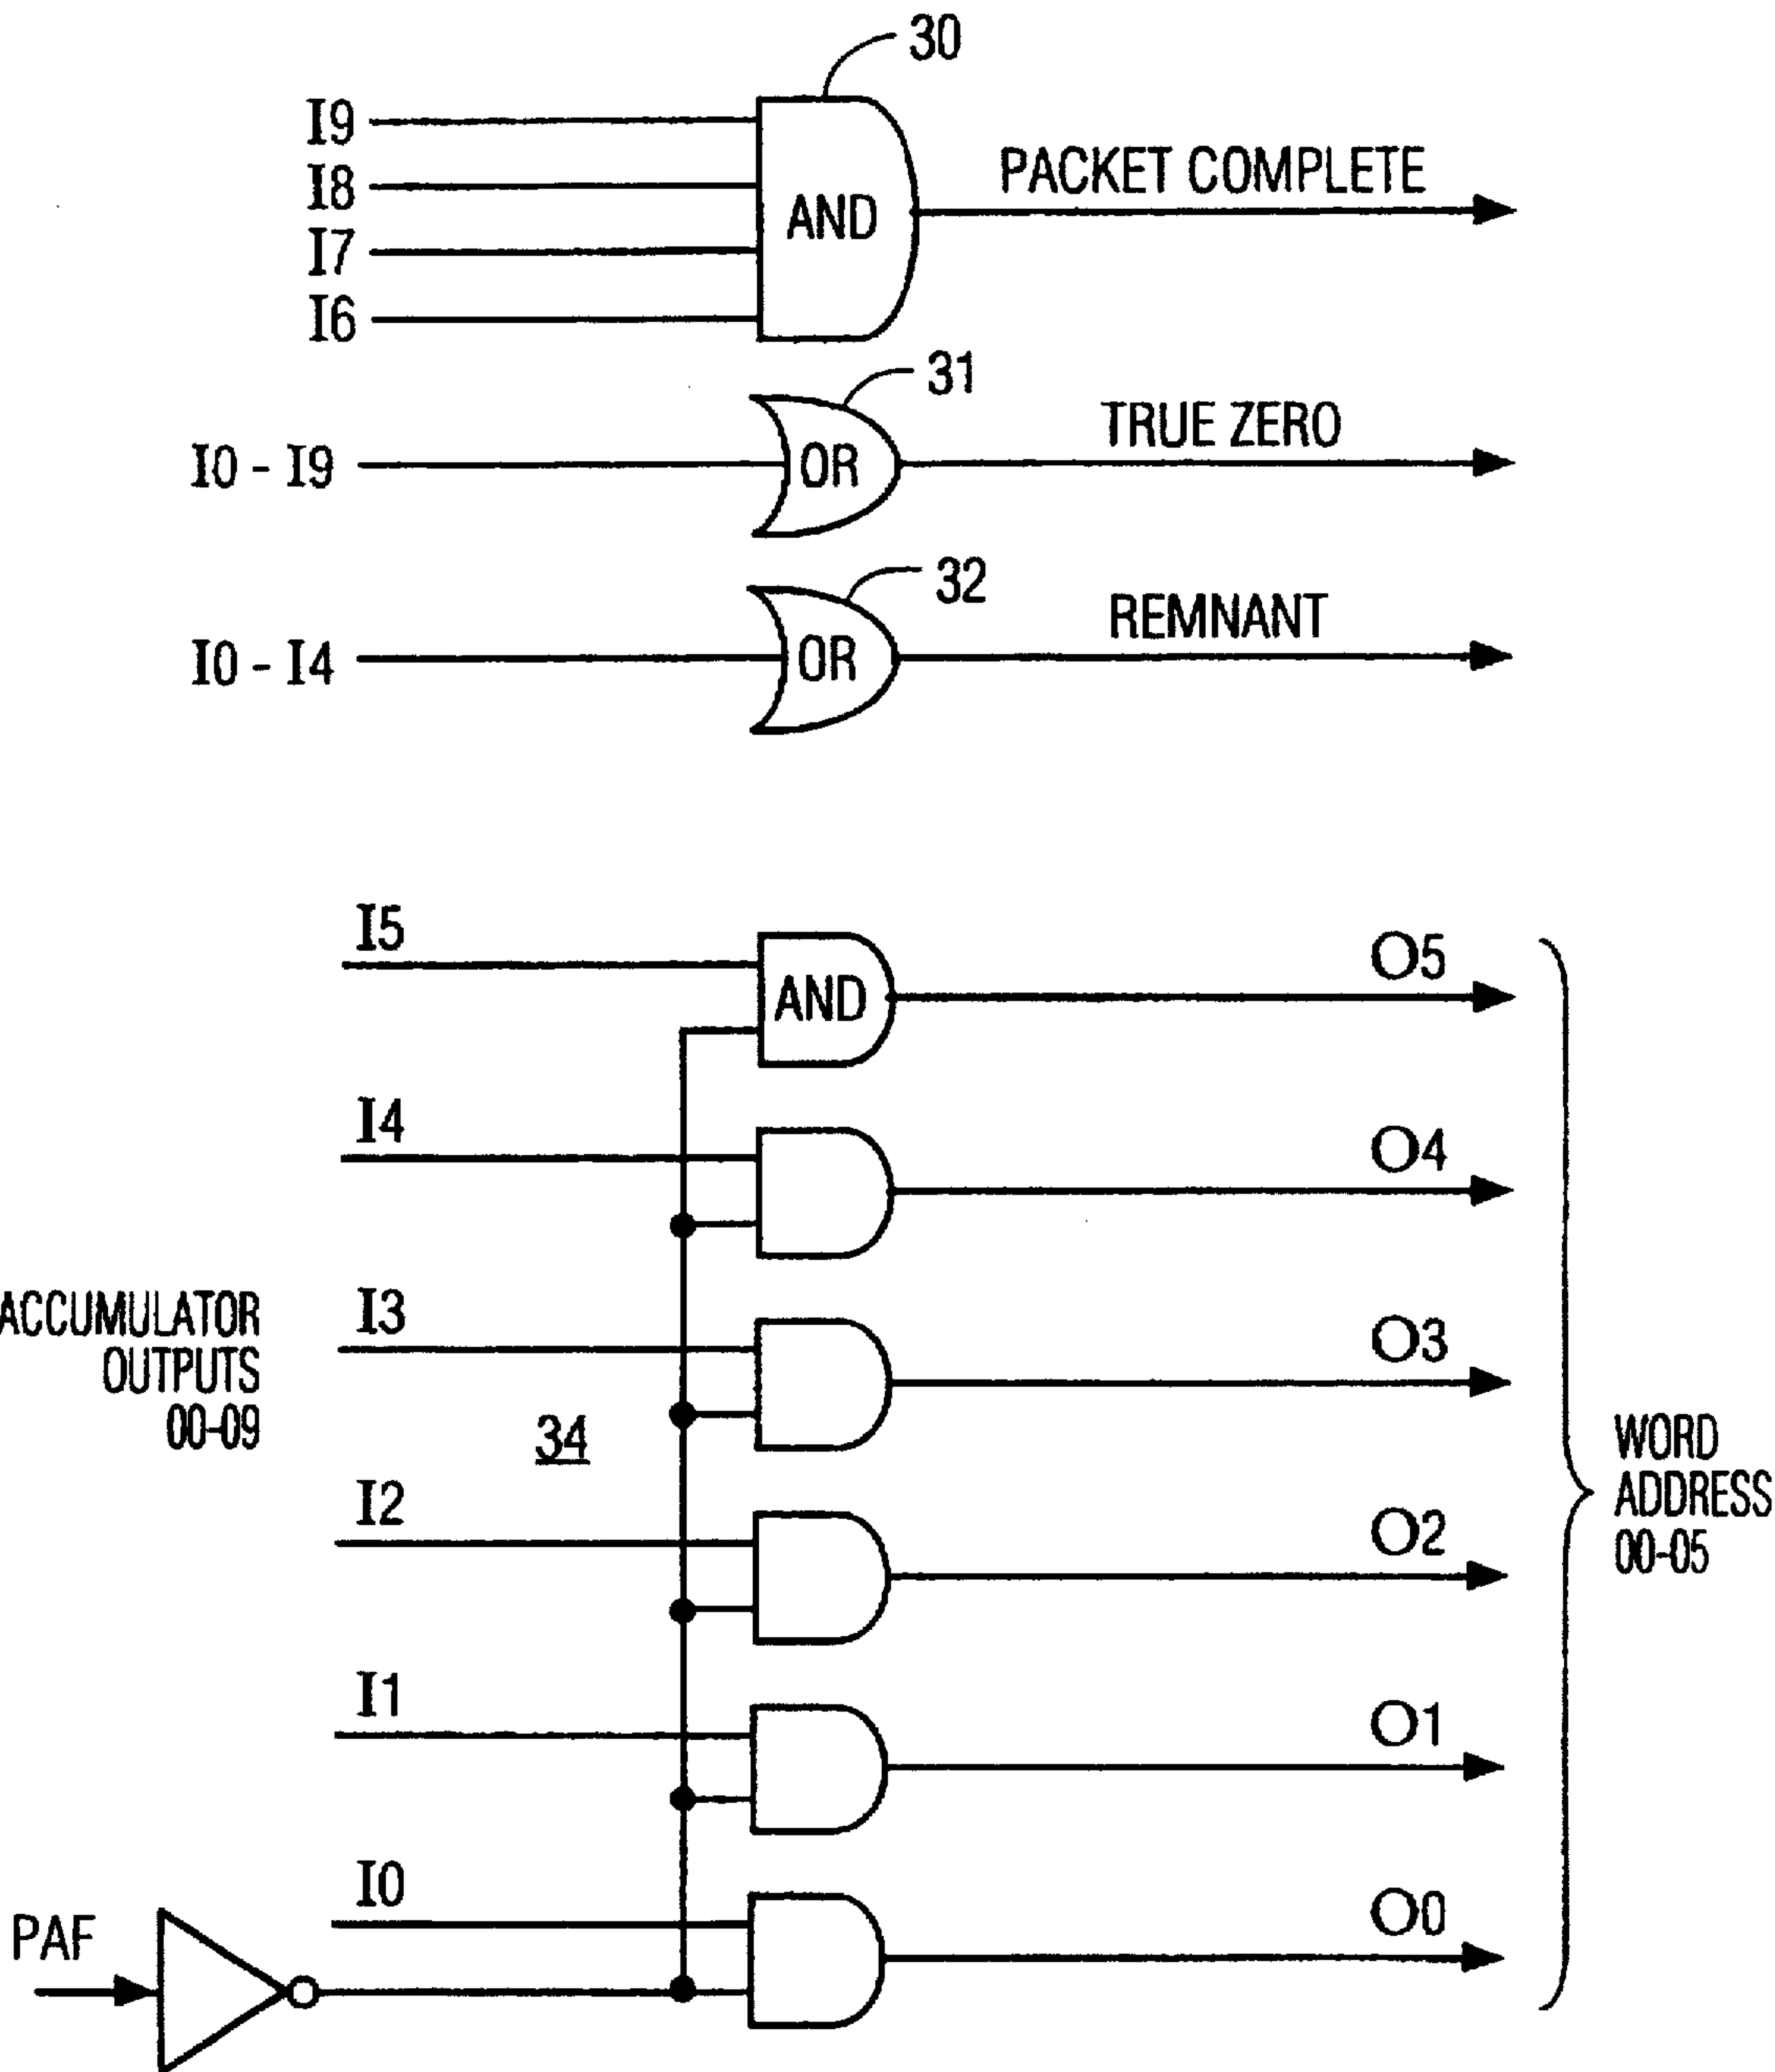 30
I9
I8
I7
I6
AND
PACKET COMPLETE
31
I0 - I9
OR
TRUE ZERO
32
I0 - I4
OR
REMNANT
I5
AND
O5
I4
O4
ACCUMULATOR
OUTPUTS
00-09
I3
O3
34
WORD
ADDRESS
00-05
I2
O2
I1
O1
I0
O0
PAF